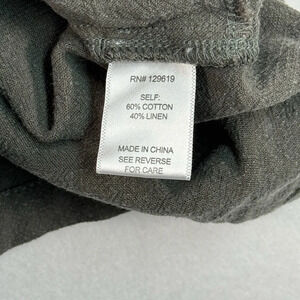 RN# 129619
SELF:
60% COTTON
40% LINEN
MADE IN CHINA
SEE REVERSE
FOR CARE